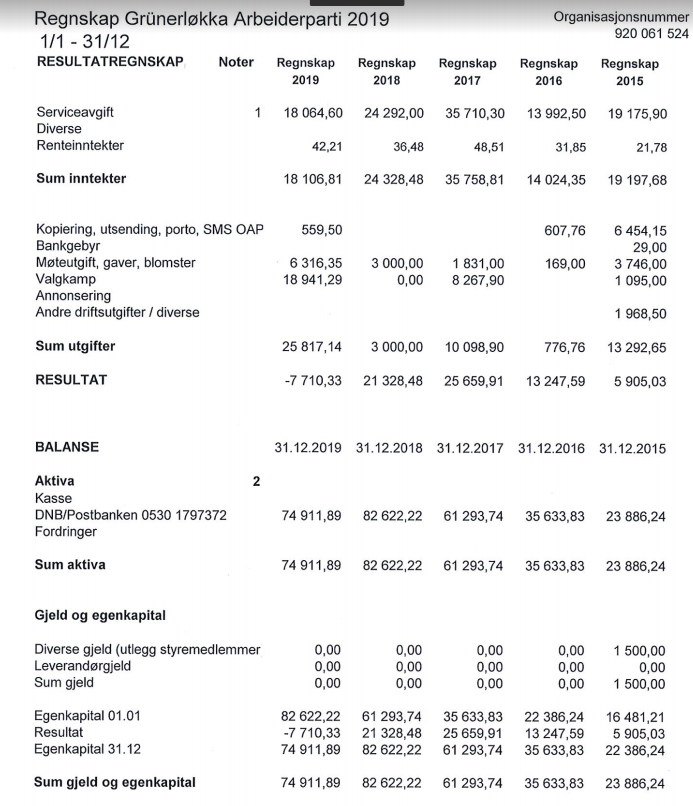 Regnskap Grünerløkka Arbeiderparti 2019 Organisasjonsnummer
1/1 - 31/12 920 061 524
RESULTATREGNSKAP Noter Regnskap Regnskap Regnskap Regnskap Regnskap
2019 2018 2017 2016 2015
Serviceavgift 1 18 064,60 24 292,00 35 710,30 13 992,50 19 175,90
Diverse
Renteinntekter 42,21 36,48 48,51 31,85 21,78
Sum inntekter 18 106,81 24 328,48 35 758,81 14 024,35 19 197,68
Kopiering, utsending, porto, SMS OAP 559,50 607,76 6 454,15
Bankgebyr 29,00
Møteutgift, gaver, blomster 6 316,35 3 000,00 1 831,00 169,00 3 746,00
Valgkamp 18 941,29 0,00 8 267,90 1 095,00
Annonsering
Andre driftsutgifter / diverse 1 968,50
Sum utgifter 25 817,14 3 000,00 10 098,90 776,76 13 292,65
RESULTAT -7 710,33 21 328,48 25 659,91 13 247,59 5 905,03
BALANSE 31.12.2019 31.12.2018 31.12.2017 31.12.2016 31.12.2015
Aktiva 2
Kasse
DNB/Postbanken 0530 1797372 74 911,89 82 622,22 61 293,74 35 633,83 23 886,24
Fordringer
Sum aktiva 74 911,89 82 622,22 61 293,74 35 633,83 23 886,24
Gjeld og egenkapital
Diverse gjeld (utlegg styremedlemmer 0,00 0,00 0,00 0,00 1 500,00
Leverandørgjeld 0,00 0,00 0,00 0,00 0,00
Sum gjeld 0,00 0,00 0,00 0,00 1 500,00
Egenkapital 01.01 82 622,22 61 293,74 35 633,83 22 386,24 16 481,21
Resultat -7 710,33 21 328,48 25 659,91 13 247,59 5 905,03
Egenkapital 31.12 74 911,89 82 622,22 61 293,74 35 633,83 22 386,24
Sum gjeld og egenkapital 74 911,89 82 622,22 61 293,74 35 633,83 23 886,24